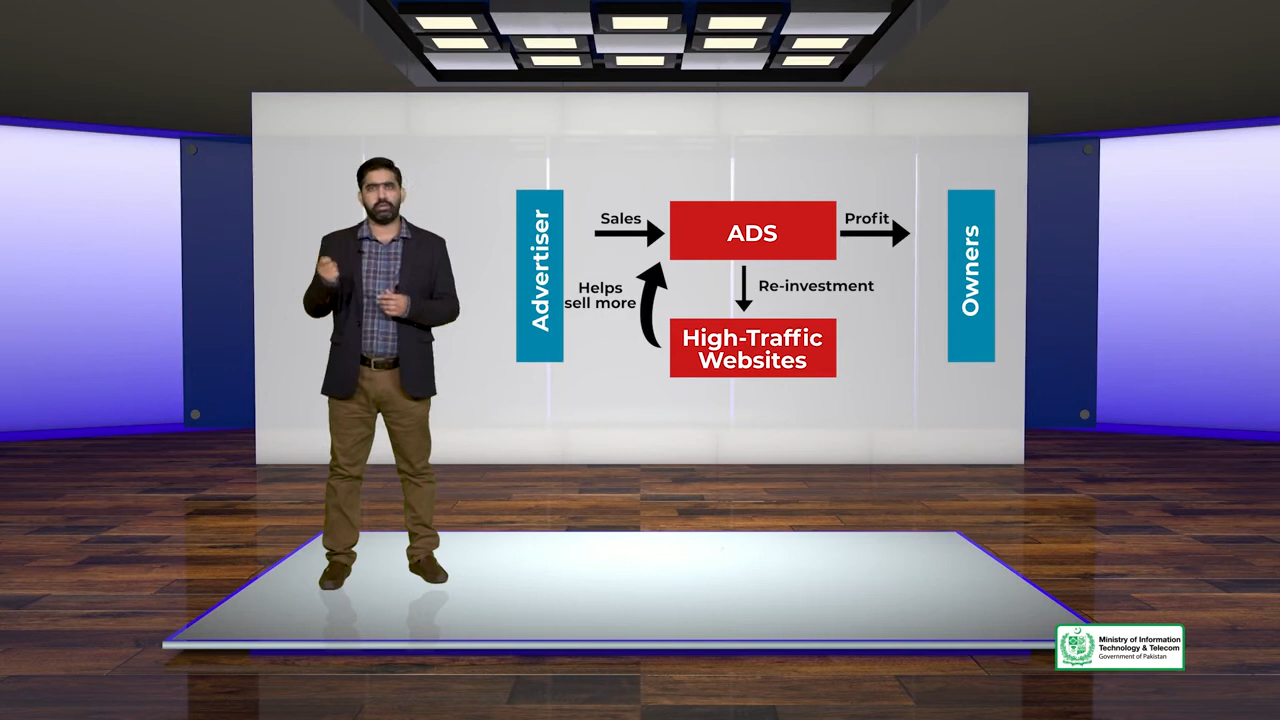 Advertiser
Sales
ADS
Profit
Owners
Helps
sell more
Re-investment
High-Traffic
Websites
Ministry of Information
Technology & Telecom
Government of Pakistan